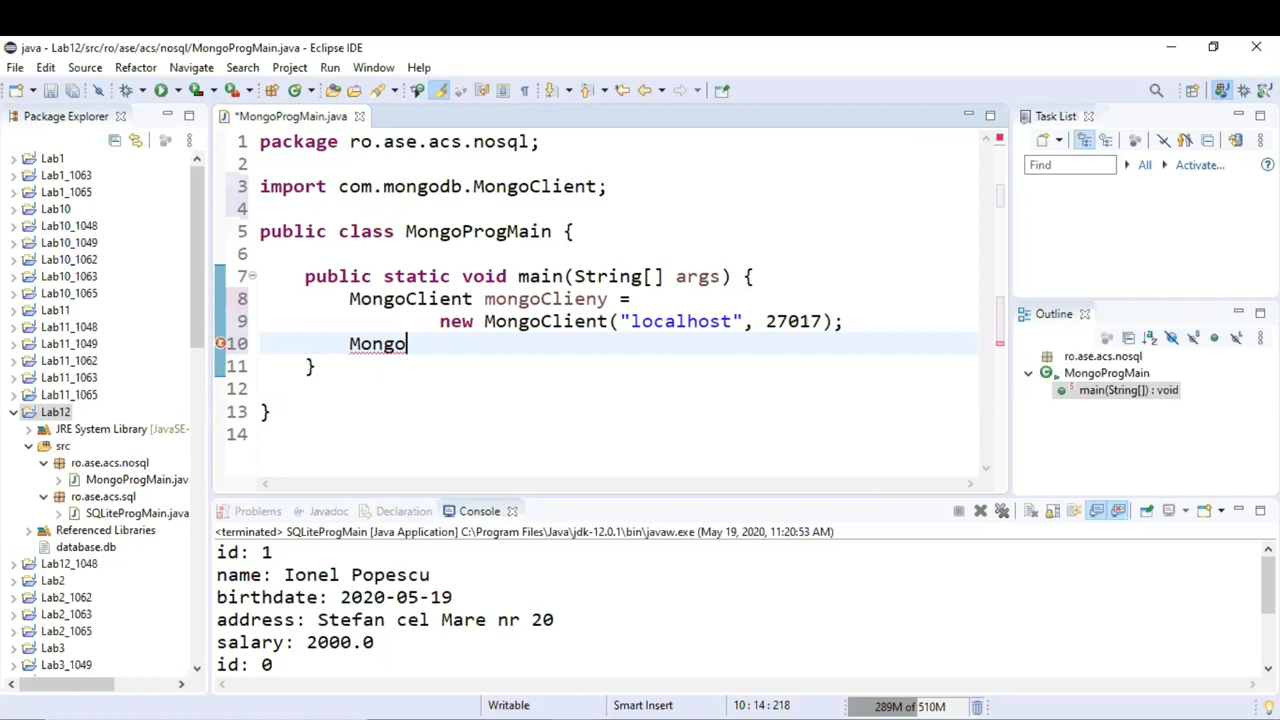 java - Lab12/src/ro/ase/acs/nosql/MongoProgMain.java - Eclipse IDE
File Edit Source Refactor Navigate Search Project Run Window Help
Package Explorer
Lab1
Lab1_1063
Lab1_1065
Lab10
Lab10_1048
Lab10_1049
Lab10_1062
Lab10_1063
Lab10_1065
Lab11
Lab11_1048
Lab11_1049
Lab11_1062
Lab11_1063
Lab11_1065
Lab12
JRE System Library [JavaSE-
src
ro.ase.acs.nosql
MongoProgMain.jav
ro.ase.acs.sql
SQLiteProgMain.java
Referenced Libraries
database.db
Lab12_1048
Lab2
Lab2_1062
Lab2_1063
Lab2_1065
Lab3
Lab3_1049
*MongoProgMain.java
1 package ro.ase.acs.nosql;
2
3 import com.mongodb.MongoClient;
4
5 public class MongoProgMain {
6
7 public static void main(String[] args) {
8 MongoClient mongoClieny =
9 new MongoClient("localhost", 27017);
10 Mongo
11 }
12
13 }
14
Task List
Find All Activate...
Outline
ro.ase.acs.nosql
MongoProgMain
main(String[]) : void
Problems Javadoc Declaration Console
<terminated> SQLiteProgMain [Java Application] C:\Program Files\Java\jdk-12.0.1\bin\javaw.exe (May 19, 2020, 11:20:53 AM)
id: 1
name: Ionel Popescu
birthdate: 2020-05-19
address: Stefan cel Mare nr 20
salary: 2000.0
id: 0
Writable Smart Insert 10 : 14 : 218 289M of 510M